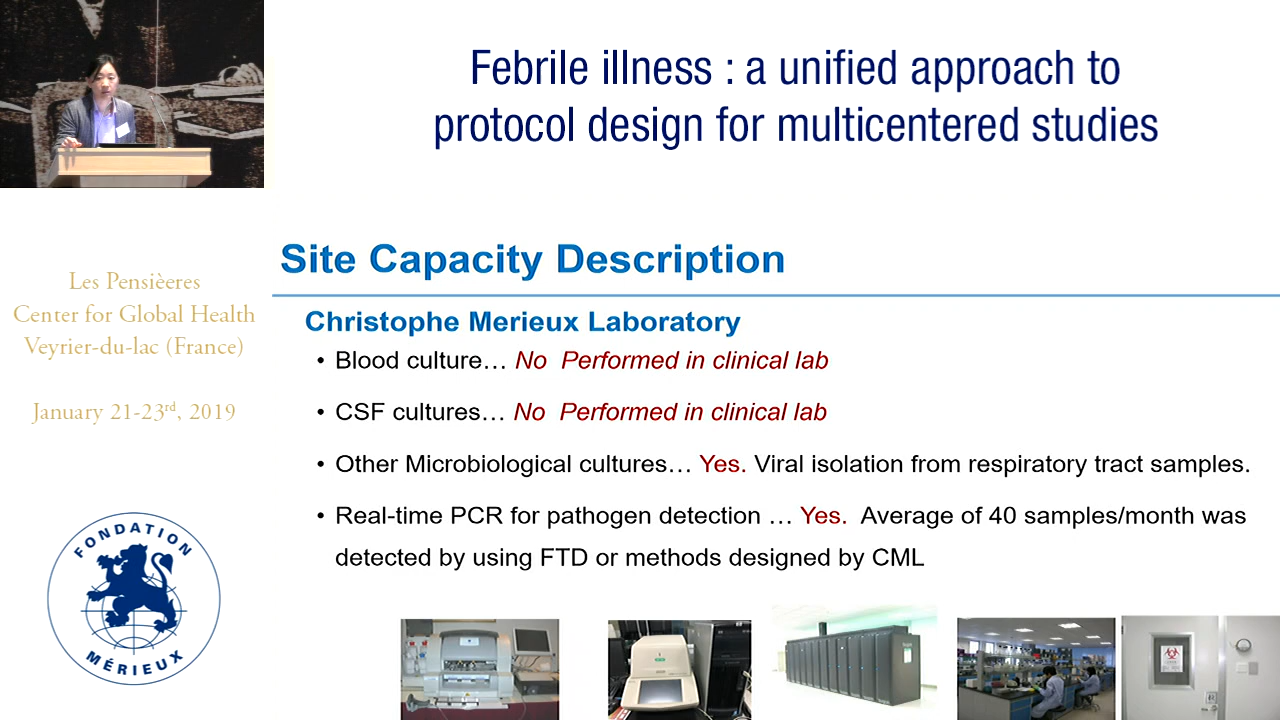 Febrile illness : a unified approach to
protocol design for multicentered studies
Les Pensièeres
Center for Global Health
Veyrier-du-lac (France)
January 21-23rd, 2019
FONDATION
MÉRIEUX
Site Capacity Description
Christophe Merieux Laboratory
• Blood culture… No Performed in clinical lab
• CSF cultures… No Performed in clinical lab
• Other Microbiological cultures… Yes. Viral isolation from respiratory tract samples.
• Real-time PCR for pathogen detection … Yes. Average of 40 samples/month was
detected by using FTD or methods designed by CML